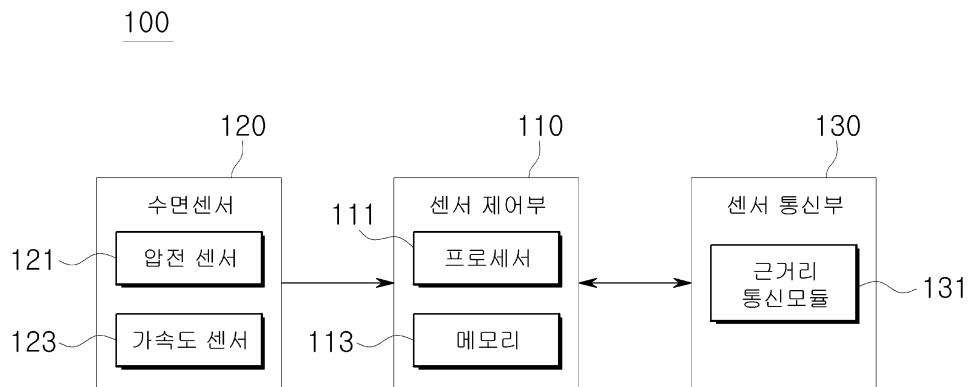 100
120
110
130
수면센서
센서 제어부
센서 통신부
111
121
압전 센서
프로세서
근거리
통신모듈
131
123
가속도 센서
113
메모리